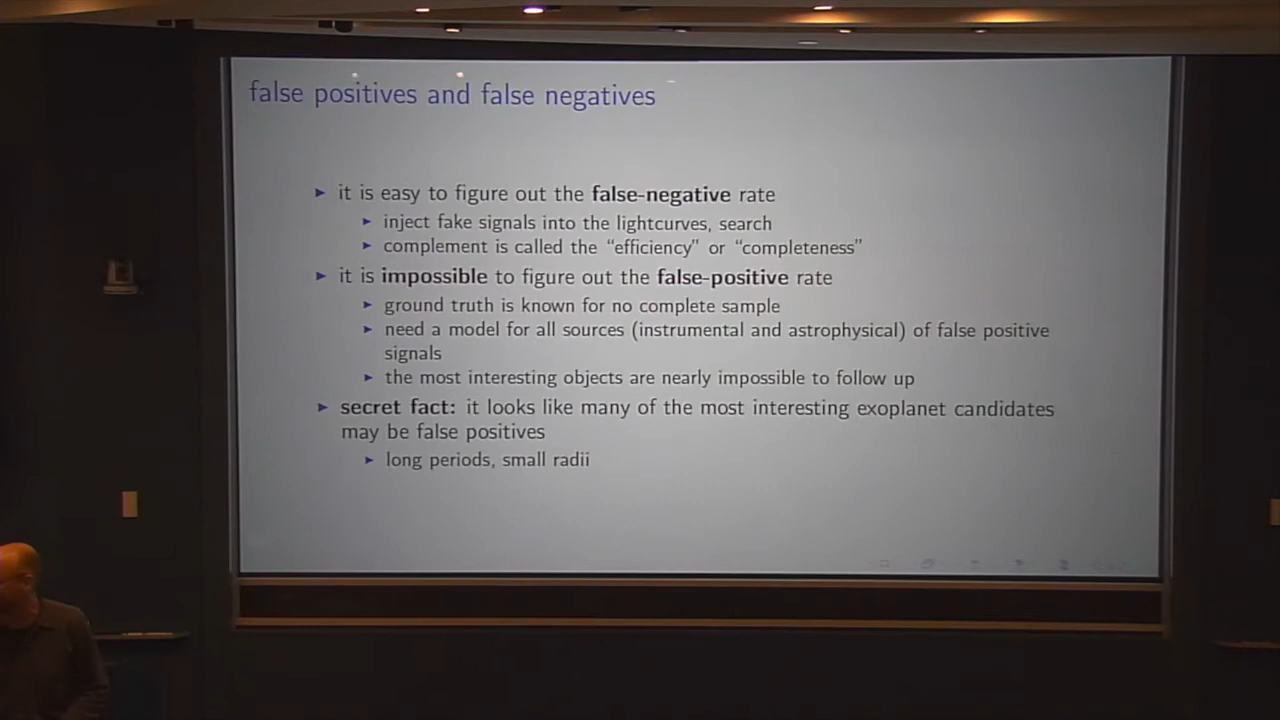 false positives and false negatives
► it is easy to figure out the false-negative rate
► inject fake signals into the lightcurves, search
► complement is called the “efficiency” or “completeness”
► it is impossible to figure out the false-positive rate
► ground truth is known for no complete sample
► need a model for all sources (instrumental and astrophysical) of false positive
signals
► the most interesting objects are nearly impossible to follow up
► secret fact: it looks like many of the most interesting exoplanet candidates
may be false positives
► long periods, small radii